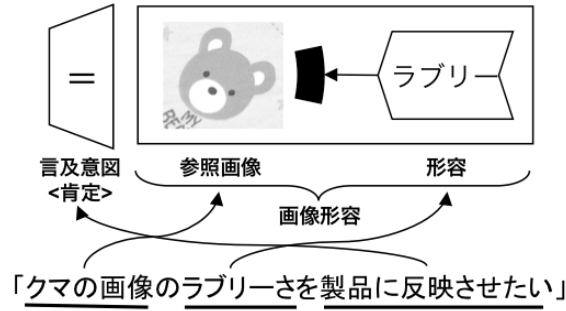 =
ラブリー
言及意図
<肯定>
参照画像
形容
画像形容
「クマの画像のラブリーさを製品に反映させたい」